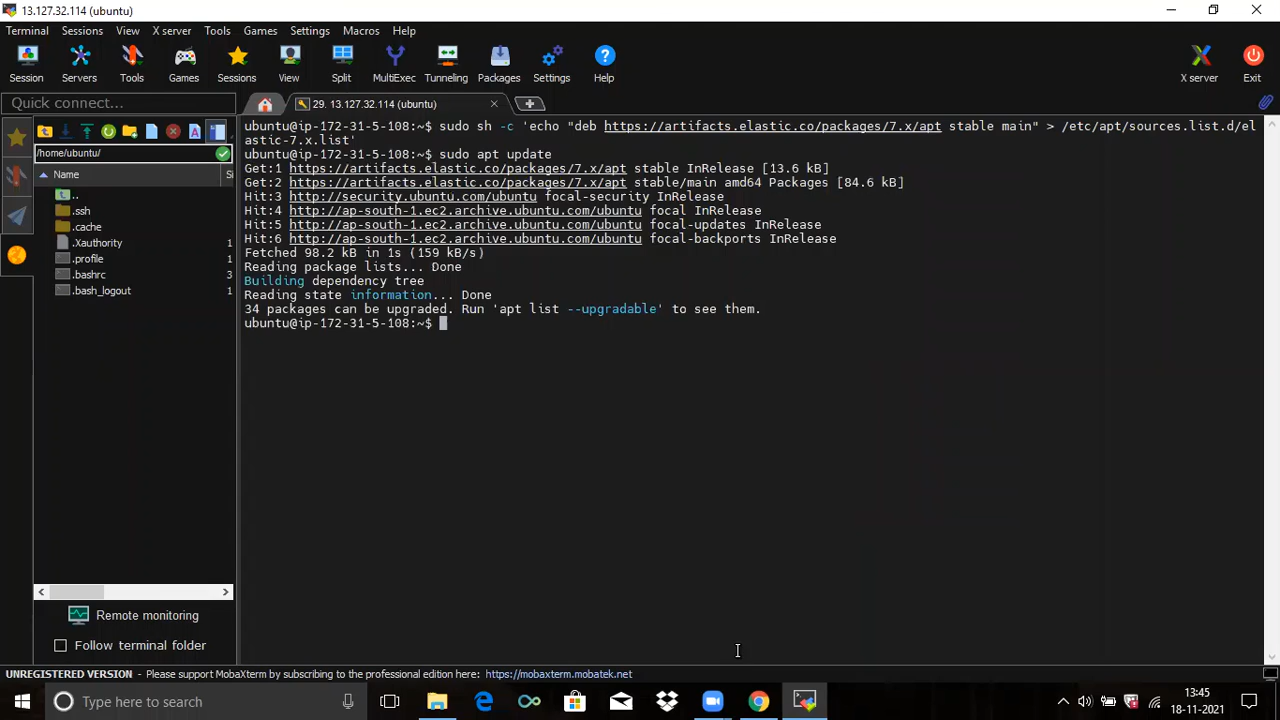 13.127.32.114 (ubuntu)
Terminal Sessions View X server Tools Games Settings Macros Help
Session Servers Tools Games Sessions View Split MultiExec Tunneling Packages Settings Help X server Exit
Quick connect...
29. 13.127.32.114 (ubuntu)
/home/ubuntu/
Name Si
..
.ssh
.cache
.Xauthority 1
.profile 1
.bashrc 3
.bash_logout 1
ubuntu@ip-172-31-5-108:~$ sudo sh -c 'echo "deb https://artifacts.elastic.co/packages/7.x/apt stable main" > /etc/apt/sources.list.d/el
astic-7.x.list'
ubuntu@ip-172-31-5-108:~$ sudo apt update
Get:1 https://artifacts.elastic.co/packages/7.x/apt stable InRelease [13.6 kB]
Get:2 https://artifacts.elastic.co/packages/7.x/apt stable/main amd64 Packages [84.6 kB]
Hit:3 http://security.ubuntu.com/ubuntu focal-security InRelease
Hit:4 http://ap-south-1.ec2.archive.ubuntu.com/ubuntu focal InRelease
Hit:5 http://ap-south-1.ec2.archive.ubuntu.com/ubuntu focal-updates InRelease
Hit:6 http://ap-south-1.ec2.archive.ubuntu.com/ubuntu focal-backports InRelease
Fetched 98.2 kB in 1s (159 kB/s)
Reading package lists... Done
Building dependency tree
Reading state information... Done
34 packages can be upgraded. Run 'apt list --upgradable' to see them.
ubuntu@ip-172-31-5-108:~$
Remote monitoring
Follow terminal folder
UNREGISTERED VERSION - Please support MobaXterm by subscribing to the professional edition here: https://mobaxterm.mobatek.net
Type here to search
13:45
18-11-2021